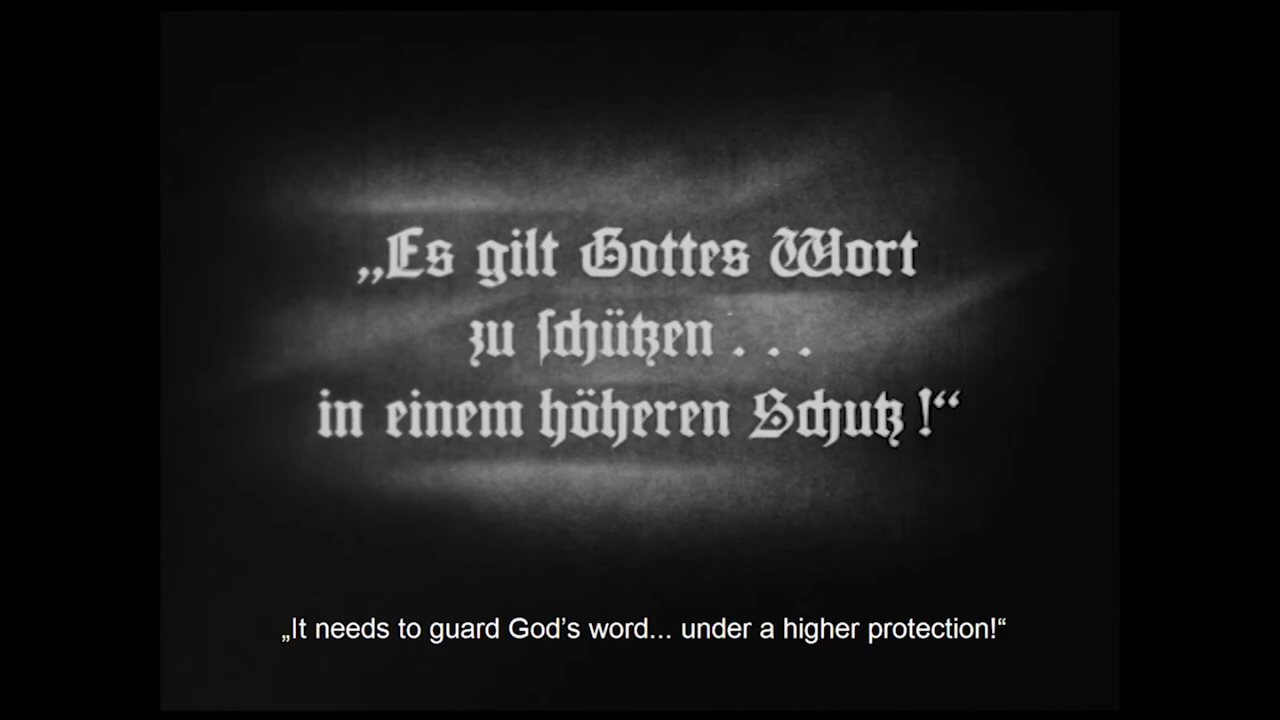 „Es gilt Gottes Wort
zu ſchützen . . .
in einem höheren Schutz !“
„It needs to guard God’s word... under a higher protection!“